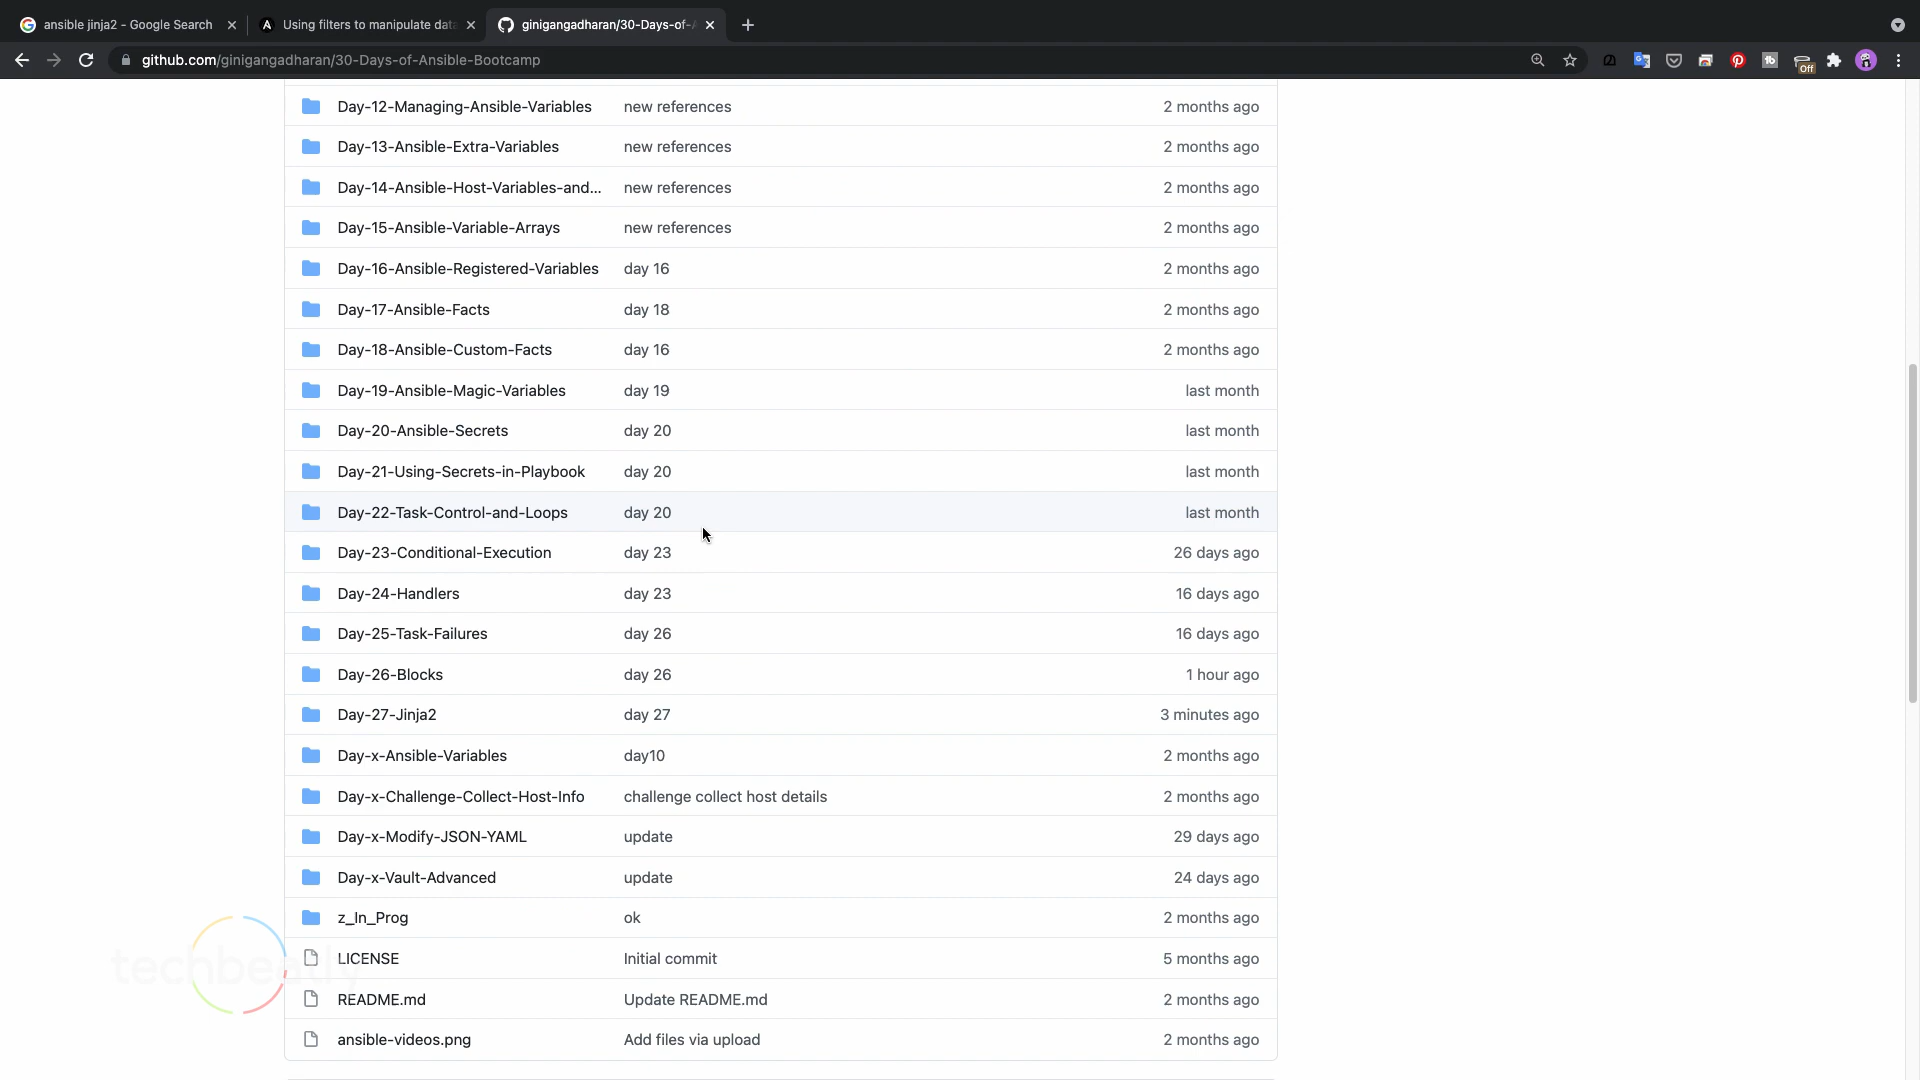 ansible jinja2 - Google Search
Using filters to manipulate data
ginigangadharan/30-Days-of-A
github.com/ginigangadharan/30-Days-of-Ansible-Bootcamp
Off
Day-12-Managing-Ansible-Variables new references 2 months ago
Day-13-Ansible-Extra-Variables new references 2 months ago
Day-14-Ansible-Host-Variables-and... new references 2 months ago
Day-15-Ansible-Variable-Arrays new references 2 months ago
Day-16-Ansible-Registered-Variables day 16 2 months ago
Day-17-Ansible-Facts day 18 2 months ago
Day-18-Ansible-Custom-Facts day 16 2 months ago
Day-19-Ansible-Magic-Variables day 19 last month
Day-20-Ansible-Secrets day 20 last month
Day-21-Using-Secrets-in-Playbook day 20 last month
Day-22-Task-Control-and-Loops day 20 last month
Day-23-Conditional-Execution day 23 26 days ago
Day-24-Handlers day 23 16 days ago
Day-25-Task-Failures day 26 16 days ago
Day-26-Blocks day 26 1 hour ago
Day-27-Jinja2 day 27 3 minutes ago
Day-x-Ansible-Variables day10 2 months ago
Day-x-Challenge-Collect-Host-Info challenge collect host details 2 months ago
Day-x-Modify-JSON-YAML update 29 days ago
Day-x-Vault-Advanced update 24 days ago
z_In_Prog ok 2 months ago
techbeatly
LICENSE Initial commit 5 months ago
README.md Update README.md 2 months ago
ansible-videos.png Add files via upload 2 months ago